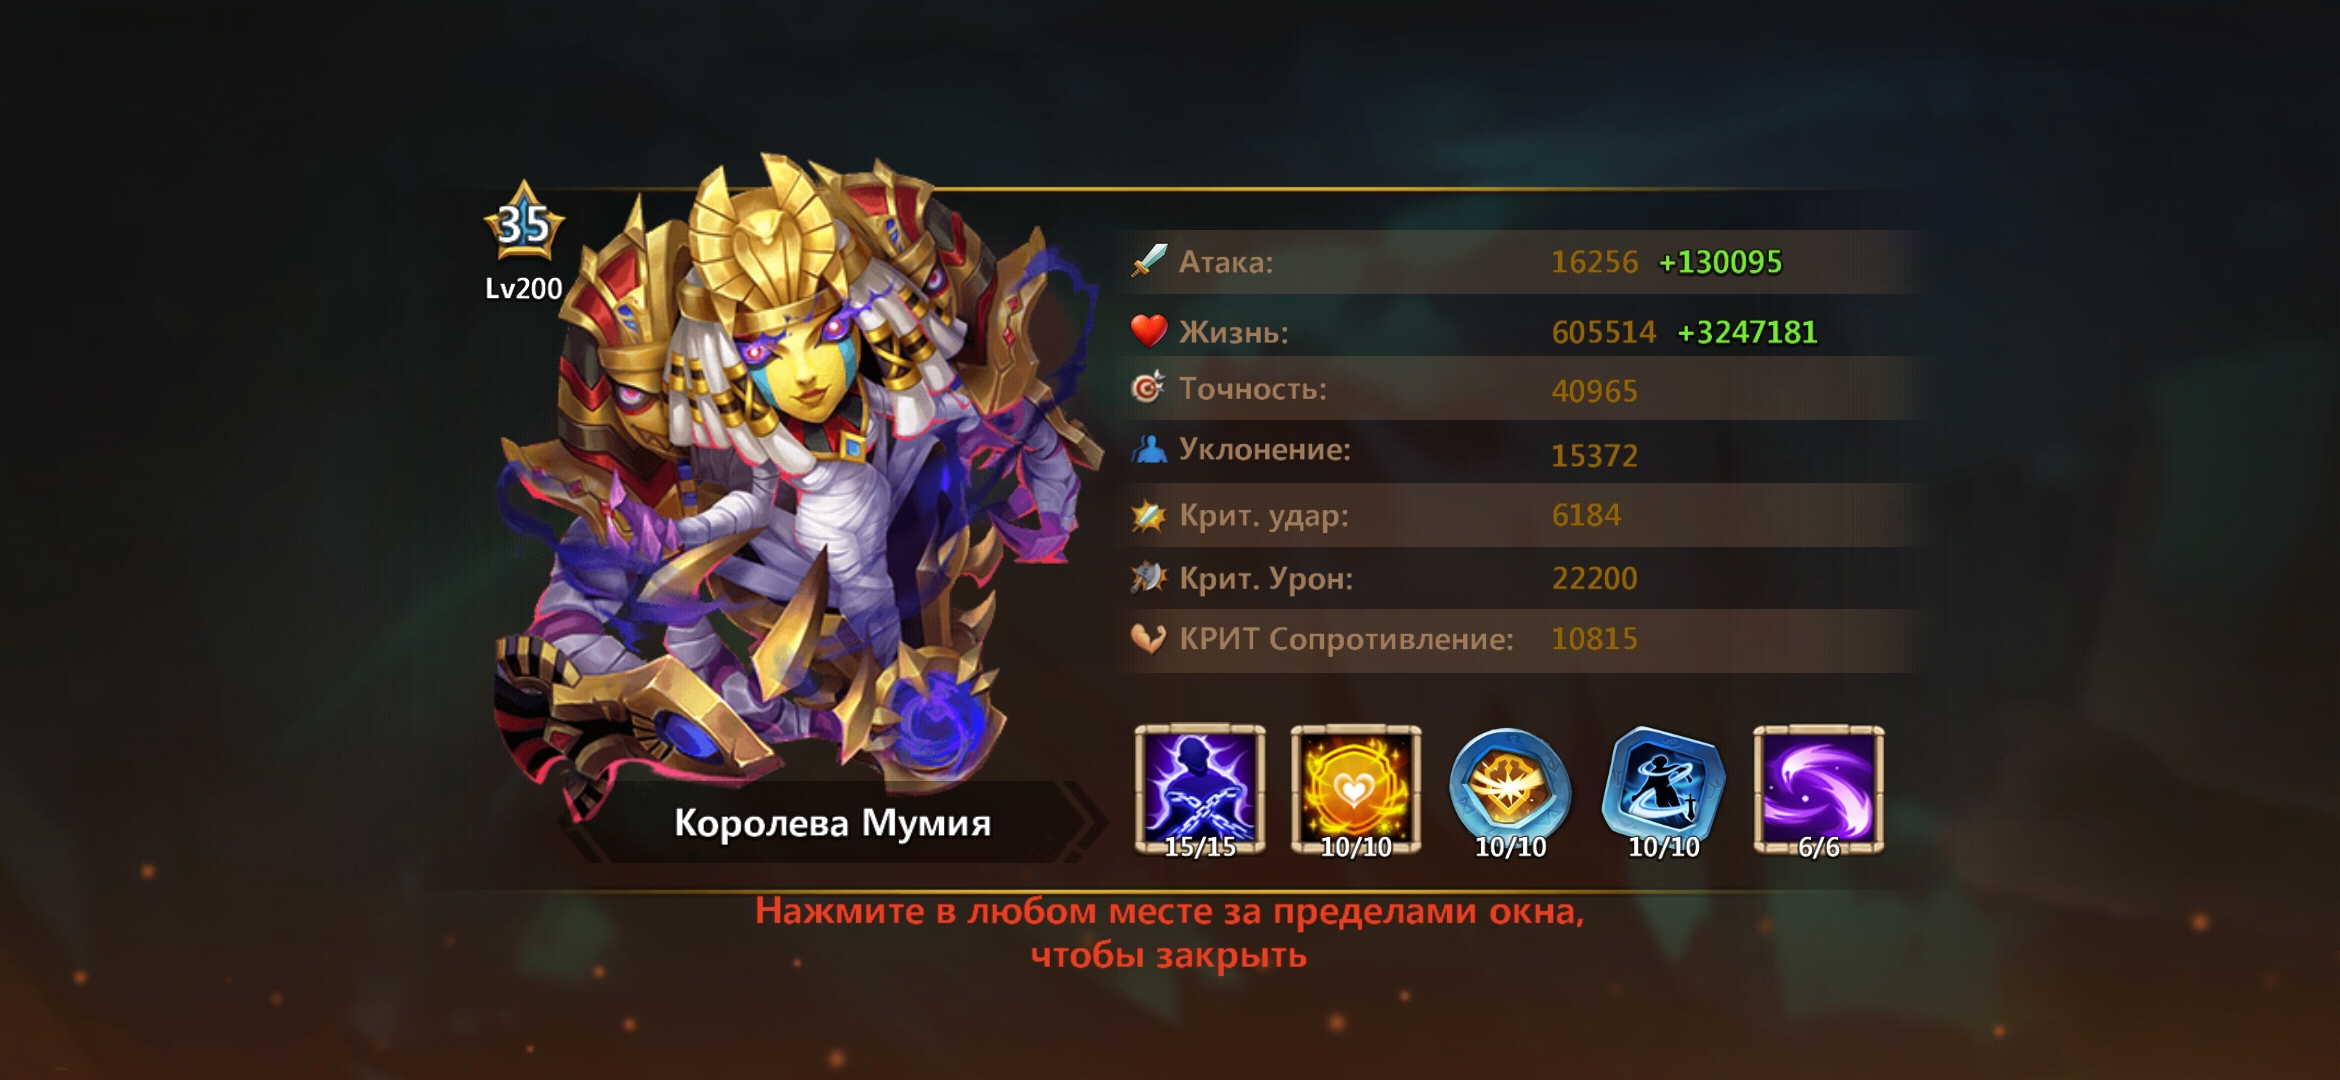 35
Lv200
Атака: 16256 +130095
Жизнь: 605514 +3247181
Точность: 40965
Уклонение: 15372
Крит. удар: 6184
Крит. Урон: 22200
КРИТ Сопротивление: 10815
Королева Мумия
15/15 10/10 10/10 10/10 6/6
Нажмите в любом месте за пределами окна,
чтобы закрыть